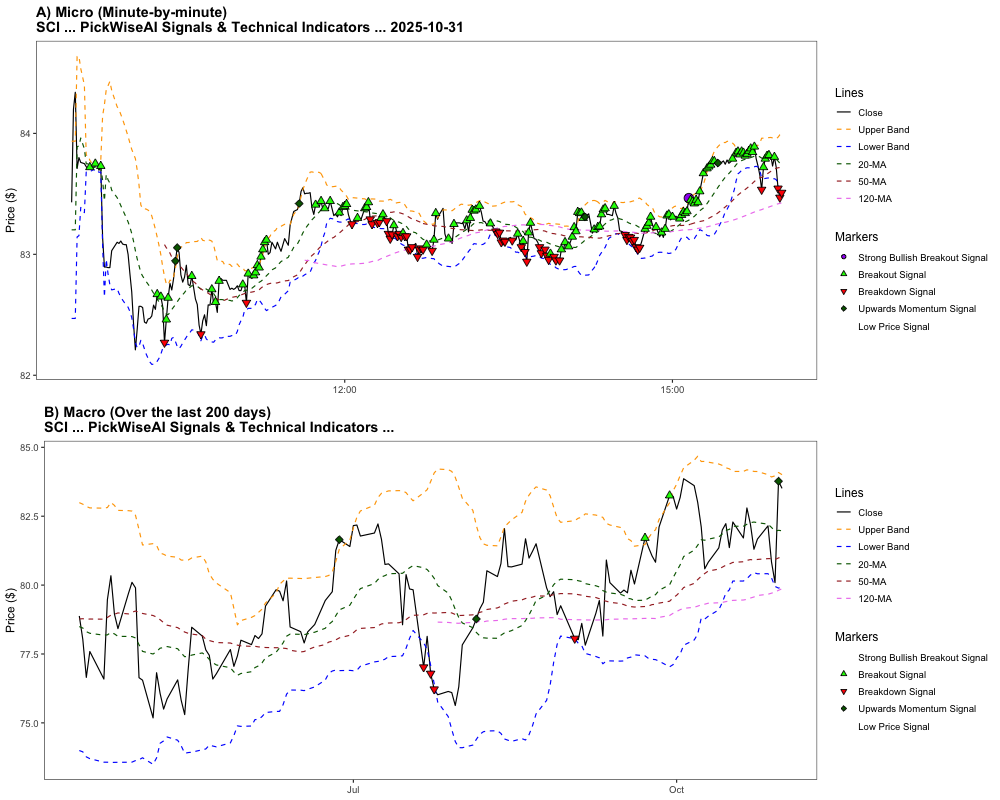 A) Micro (Minute-by-minute)
SCI ... PickWiseAI Signals & Technical Indicators ... 2025-10-31
Price ($)
84
83
82
12:00
15:00
Lines
Close
Upper Band
Lower Band
20-MA
50-MA
120-MA
Markers
Strong Bullish Breakout Signal
Breakout Signal
Breakdown Signal
Upwards Momentum Signal
Low Price Signal
B) Macro (Over the last 200 days)
SCI ... PickWiseAI Signals & Technical Indicators ...
Price ($)
85.0
82.5
80.0
77.5
75.0
Jul
Oct
Lines
Close
Upper Band
Lower Band
20-MA
50-MA
120-MA
Markers
Strong Bullish Breakout Signal
Breakout Signal
Breakdown Signal
Upwards Momentum Signal
Low Price Signal